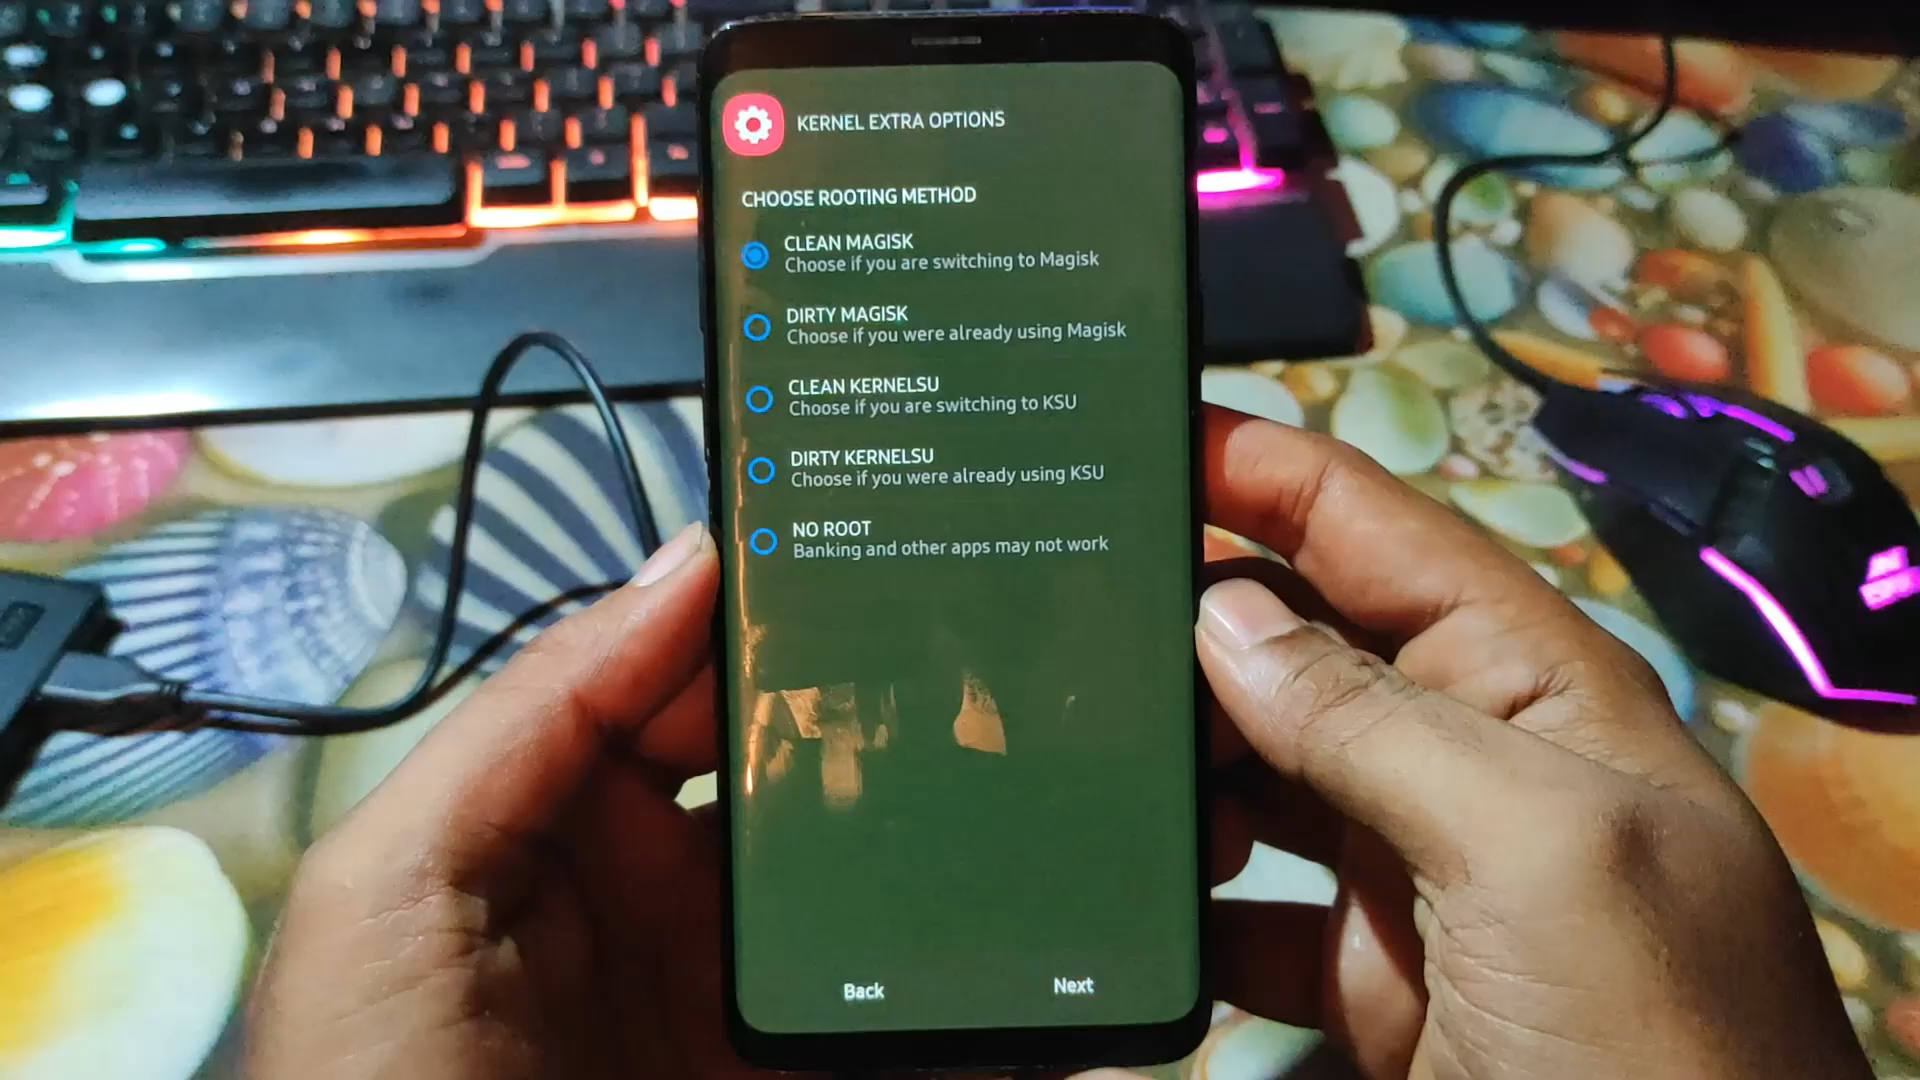 KERNEL EXTRA OPTIONS
CHOOSE ROOTING METHOD
CLEAN MAGISK
Choose if you are switching to Magisk
DIRTY MAGISK
Choose if you were already using Magisk
CLEAN KERNELSU
Choose if you are switching to KSU
DIRTY KERNELSU
Choose if you were already using KSU
NO ROOT
Banking and other apps may not work
Back
Next